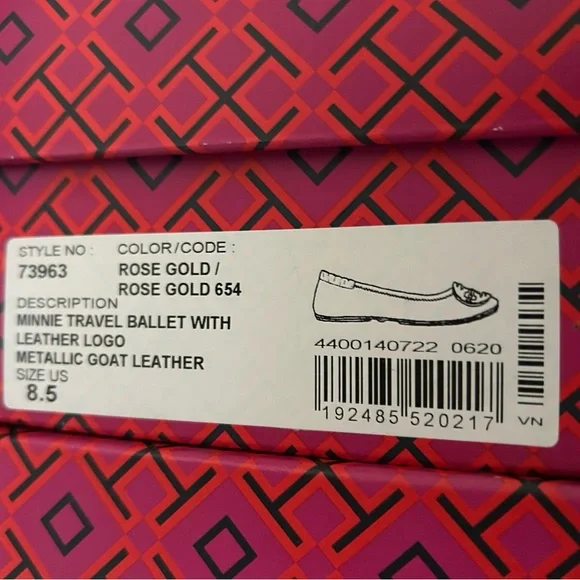 STYLE NO : COLOR/CODE :
73963 ROSE GOLD /
ROSE GOLD 654
DESCRIPTION
MINNIE TRAVEL BALLET WITH
LEATHER LOGO
METALLIC GOAT LEATHER
SIZE US
8.5
4400140722 0620
192485 520217
VN